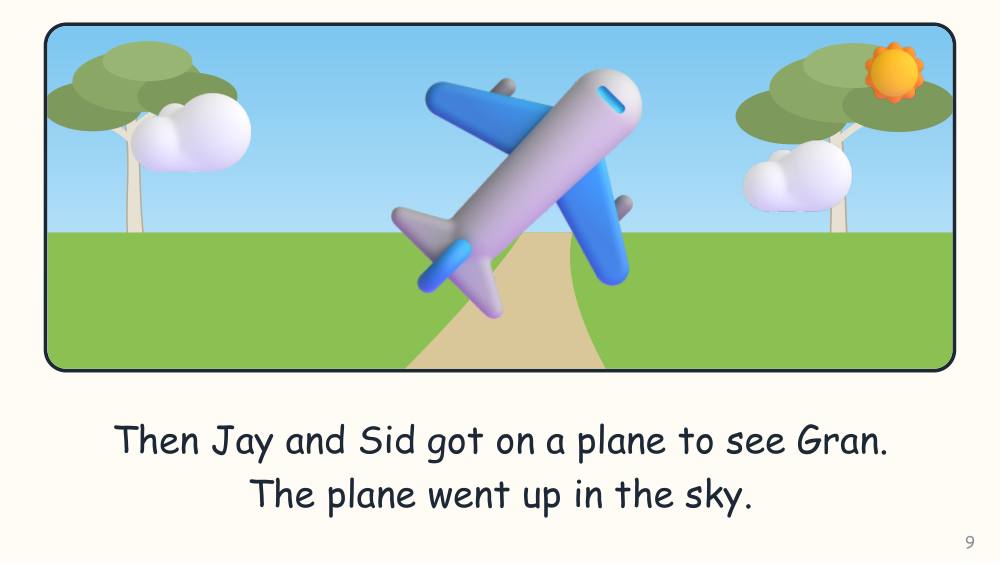 Then Jay and Sid got on a plane to see Gran.
The plane went up in the sky.
9